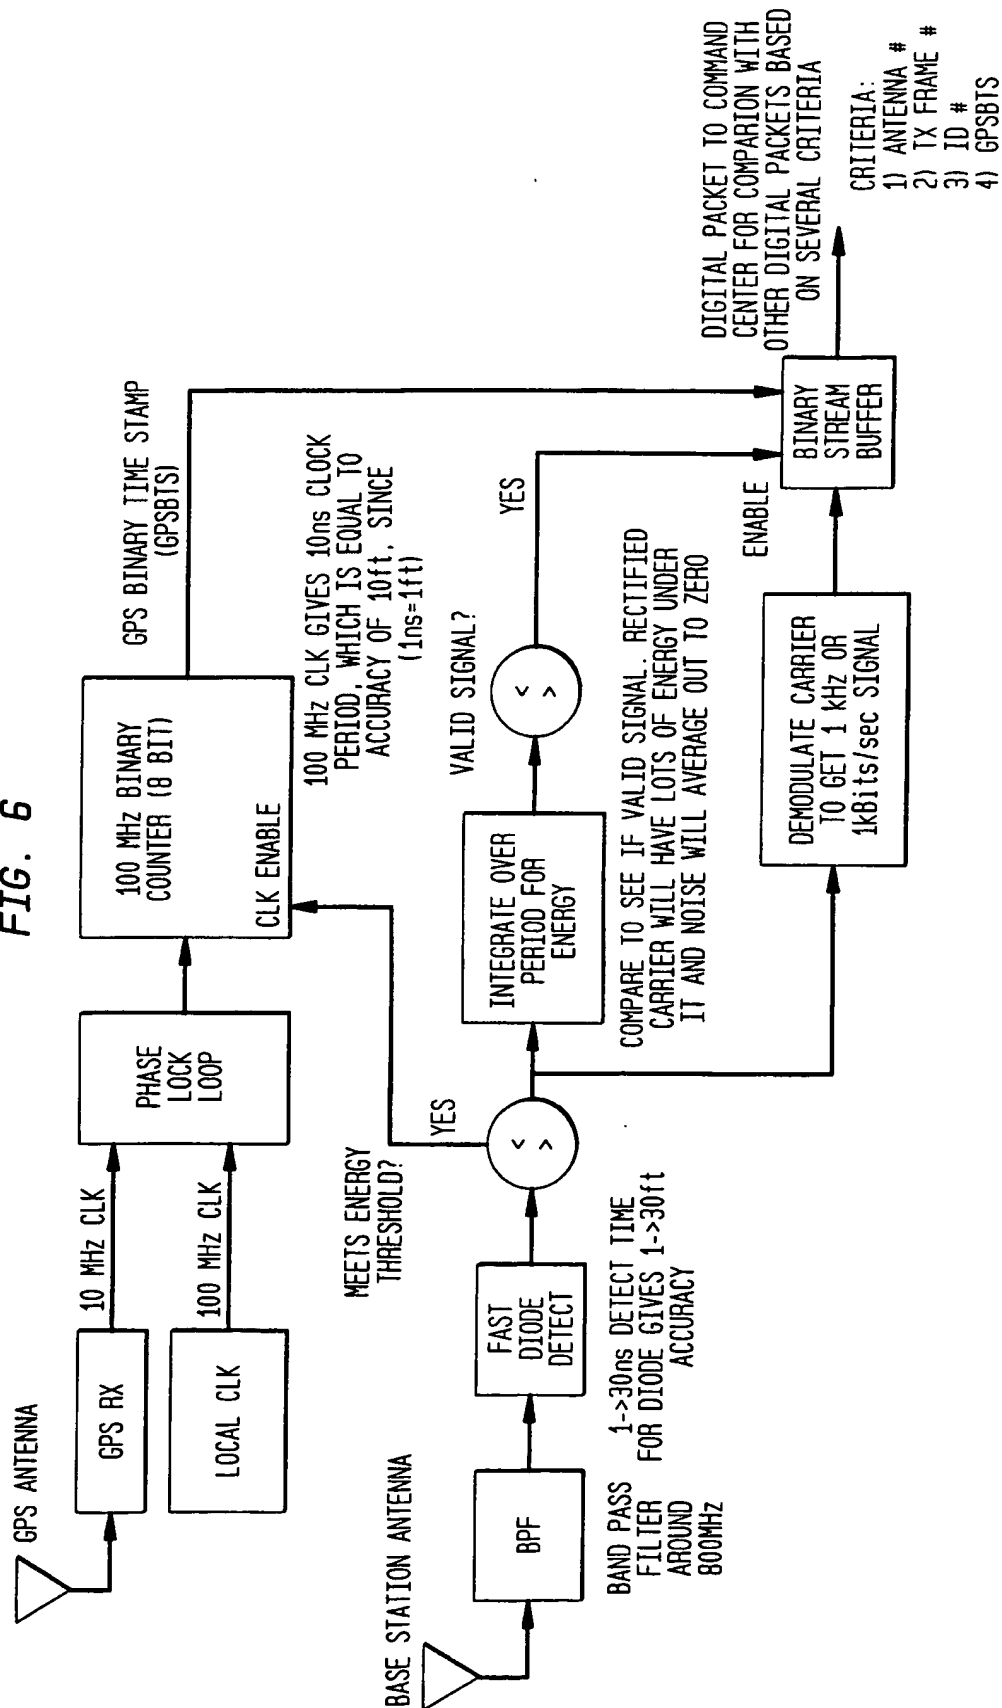 FIG. 6
GPS ANTENNA
GPS RX
10 MHz CLK
LOCAL CLK
100 MHz CLK
PHASE
LOCK
LOOP
100 MHz BINARY
COUNTER (8 BIT)
CLK ENABLE
GPS BINARY TIME STAMP
(GPSBTS)
100 MHz CLK GIVES 10ns CLOCK
PERIOD, WHICH IS EQUAL TO
ACCURACY OF 10ft, SINCE
(1ns=1ft)
BASE STATION ANTENNA
BPF
BAND PASS
FILTER
AROUND
800MHz
FAST
DIODE
DETECT
1->30ns DETECT TIME
FOR DIODE GIVES 1->30ft
ACCURACY
MEETS ENERGY
THRESHOLD?
< >
YES
INTEGRATE OVER
PERIOD FOR
ENERGY
VALID SIGNAL?
< >
YES
COMPARE TO SEE IF VALID SIGNAL. RECTIFIED
CARRIER WILL HAVE LOTS OF ENERGY UNDER
IT AND NOISE WILL AVERAGE OUT TO ZERO
DEMODULATE CARRIER
TO GET 1 kHz OR
1kBits/sec SIGNAL
ENABLE
BINARY
STREAM
BUFFER
DIGITAL PACKET TO COMMAND
CENTER FOR COMPARION WITH
OTHER DIGITAL PACKETS BASED
ON SEVERAL CRITERIA
CRITERIA:
1) ANTENNA #
2) TX FRAME #
3) ID #
4) GPSBTS